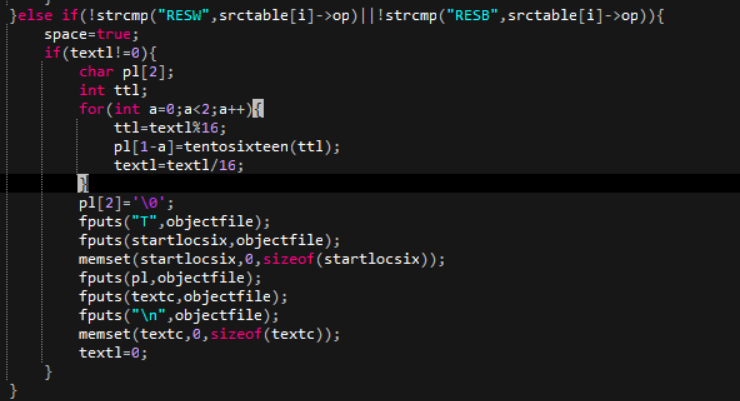 }else if(!strcmp("RESW",srctable[i]->op)||!strcmp("RESB",srctable[i]->op)){
space=true;
if(textl!=0){
char pl[2];
int ttl;
for(int a=0;a<2;a++){
ttl=textl%16;
pl[1-a]=tentosixteen(ttl);
textl=textl/16;
}
pl[2]='\0';
fputs("T",objectfile);
fputs(startlocsix,objectfile);
memset(startlocsix,0,sizeof(startlocsix));
fputs(pl,objectfile);
fputs(textc,objectfile);
fputs("\n",objectfile);
memset(textc,0,sizeof(textc));
textl=0;
}
}